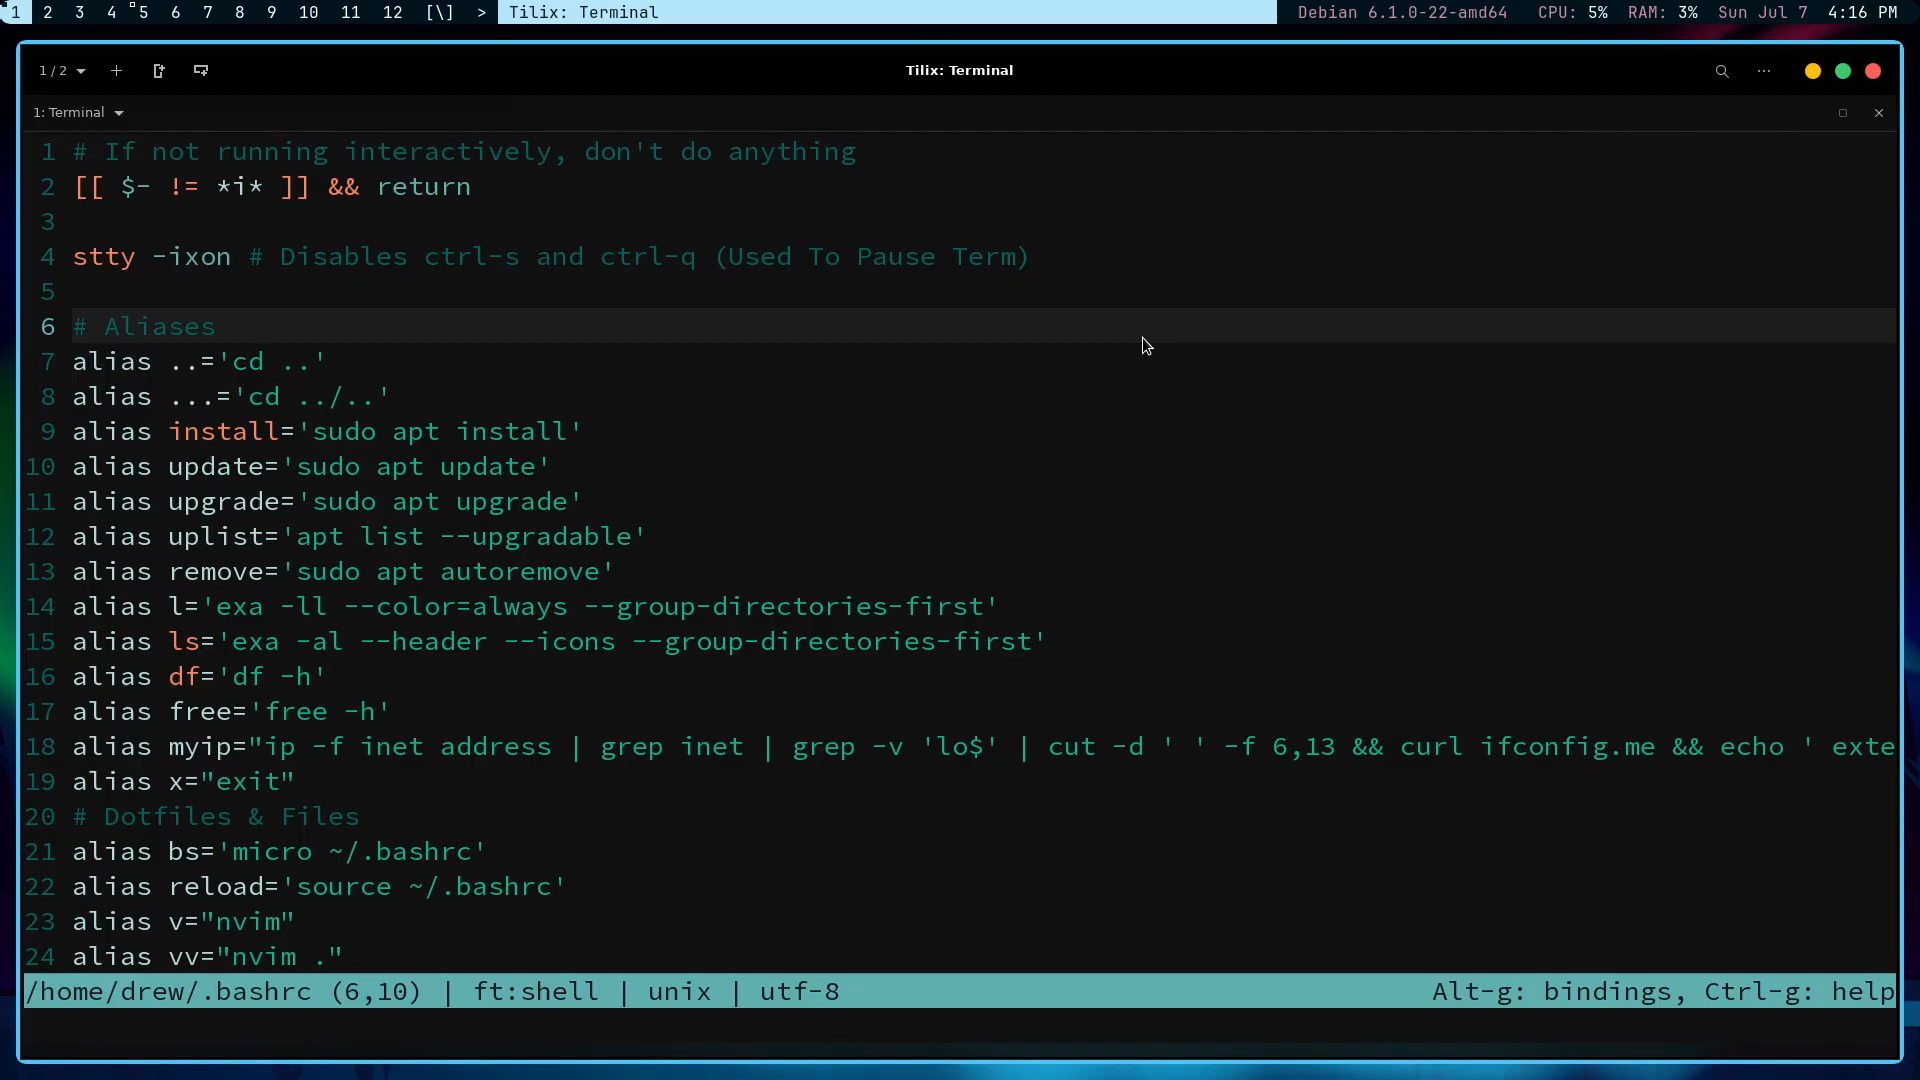 1 2 3 4 5 6 7 8 9 10 11 12 [\] > Tilix: Terminal Debian 6.1.0-22-amd64 CPU: 5% RAM: 3% Sun Jul 7 4:16 PM
1 / 2 Tilix: Terminal
1: Terminal
1 # If not running interactively, don't do anything
2 [[ $- != *i* ]] && return
3
4 stty -ixon # Disables ctrl-s and ctrl-q (Used To Pause Term)
5
6 # Aliases
7 alias ..='cd ..'
8 alias ...='cd ../..'
9 alias install='sudo apt install'
10 alias update='sudo apt update'
11 alias upgrade='sudo apt upgrade'
12 alias uplist='apt list --upgradable'
13 alias remove='sudo apt autoremove'
14 alias l='exa -ll --color=always --group-directories-first'
15 alias ls='exa -al --header --icons --group-directories-first'
16 alias df='df -h'
17 alias free='free -h'
18 alias myip="ip -f inet address | grep inet | grep -v 'lo$' | cut -d ' ' -f 6,13 && curl ifconfig.me && echo ' exte
19 alias x="exit"
20 # Dotfiles & Files
21 alias bs='micro ~/.bashrc'
22 alias reload='source ~/.bashrc'
23 alias v="nvim"
24 alias vv="nvim ."
/home/drew/.bashrc (6,10) | ft:shell | unix | utf-8 Alt-g: bindings, Ctrl-g: help